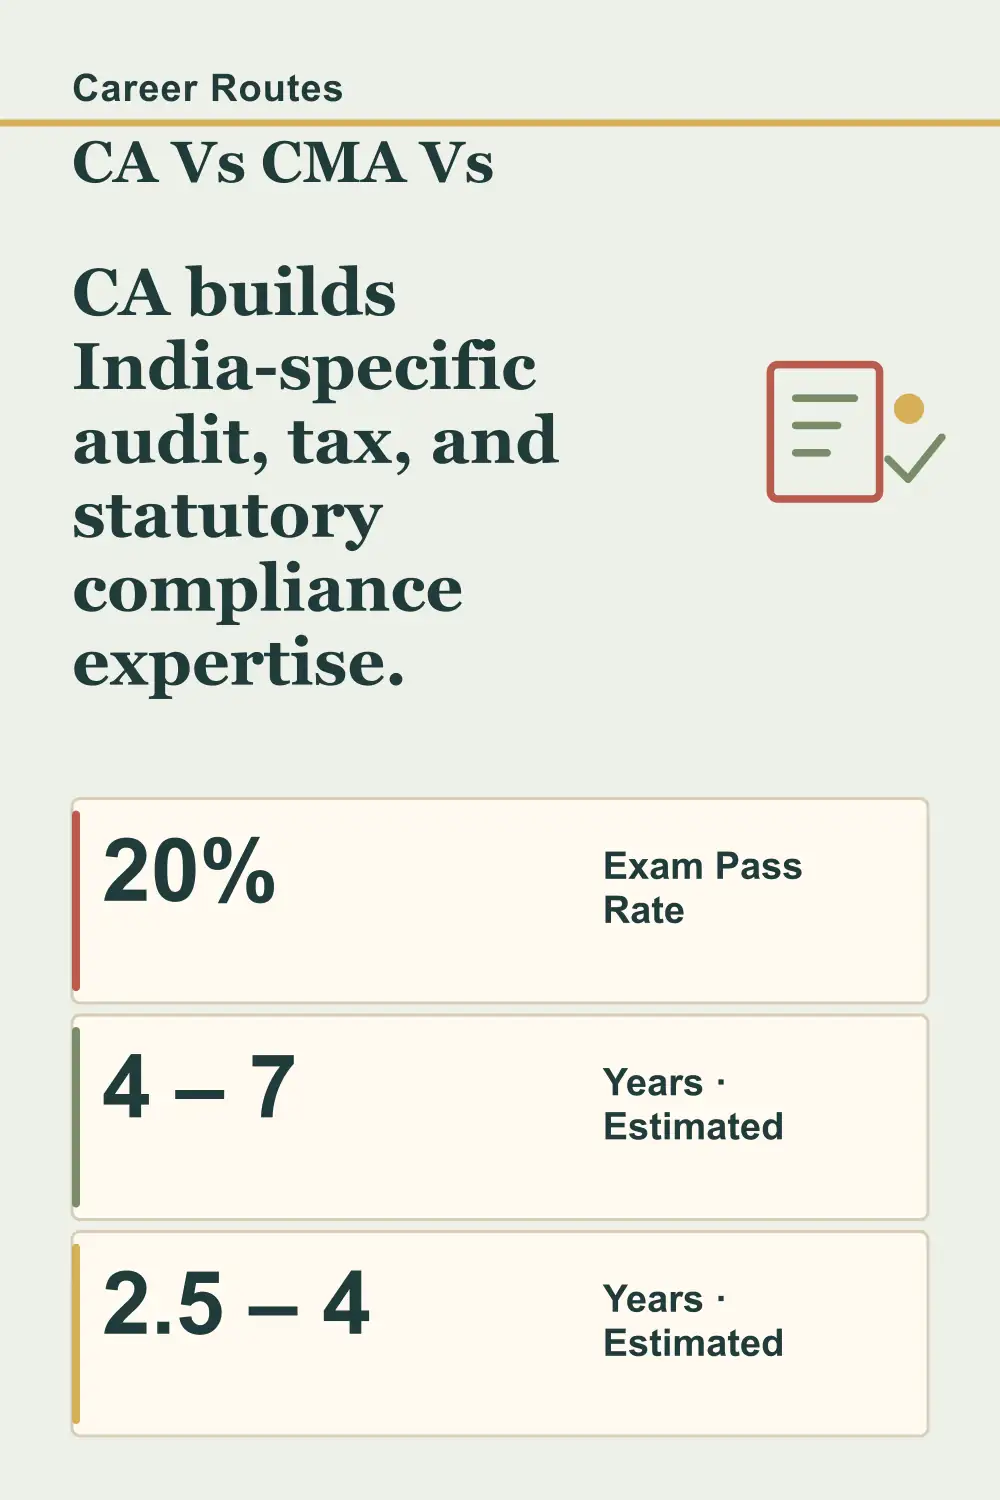 Career Routes
CA Vs CMA Vs
CA builds
India-specific
audit, tax, and
statutory
compliance
expertise.
20%
Exam Pass
Rate
4 – 7
Years ·
Estimated
2.5 – 4
Years ·
Estimated